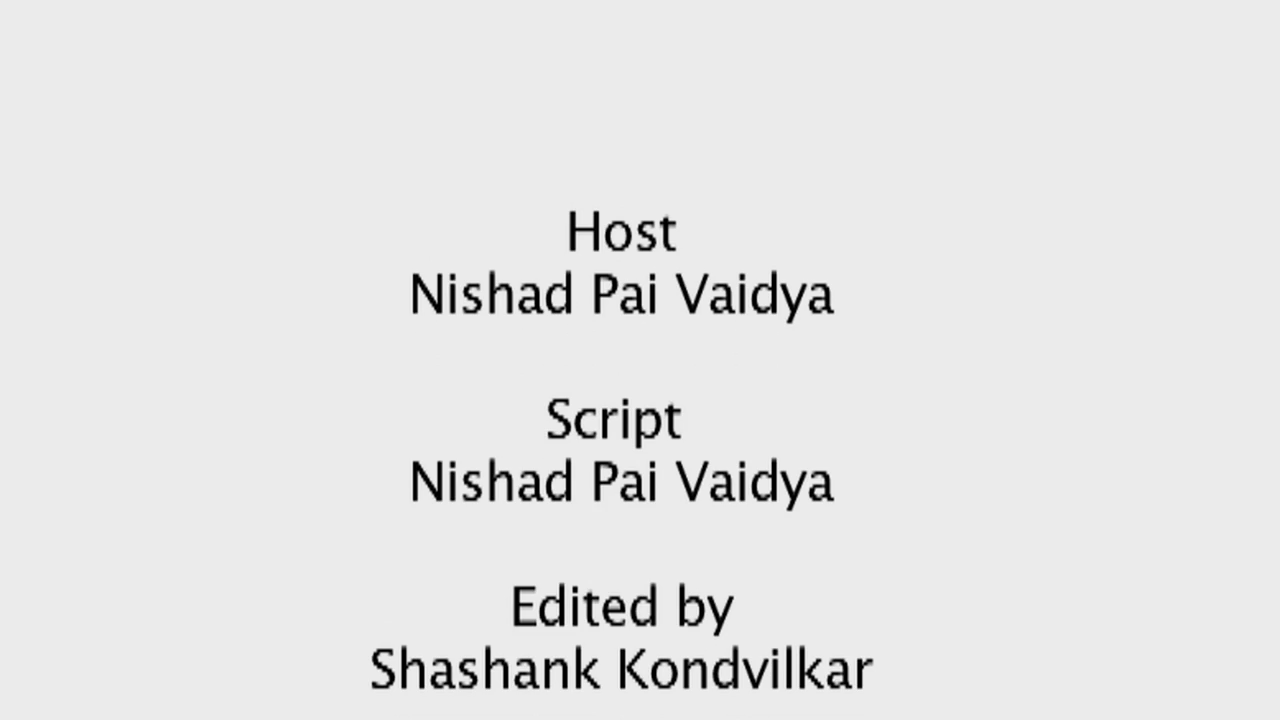 Host
Nishad Pai Vaidya
Script
Nishad Pai Vaidya
Edited by
Shashank Kondvilkar